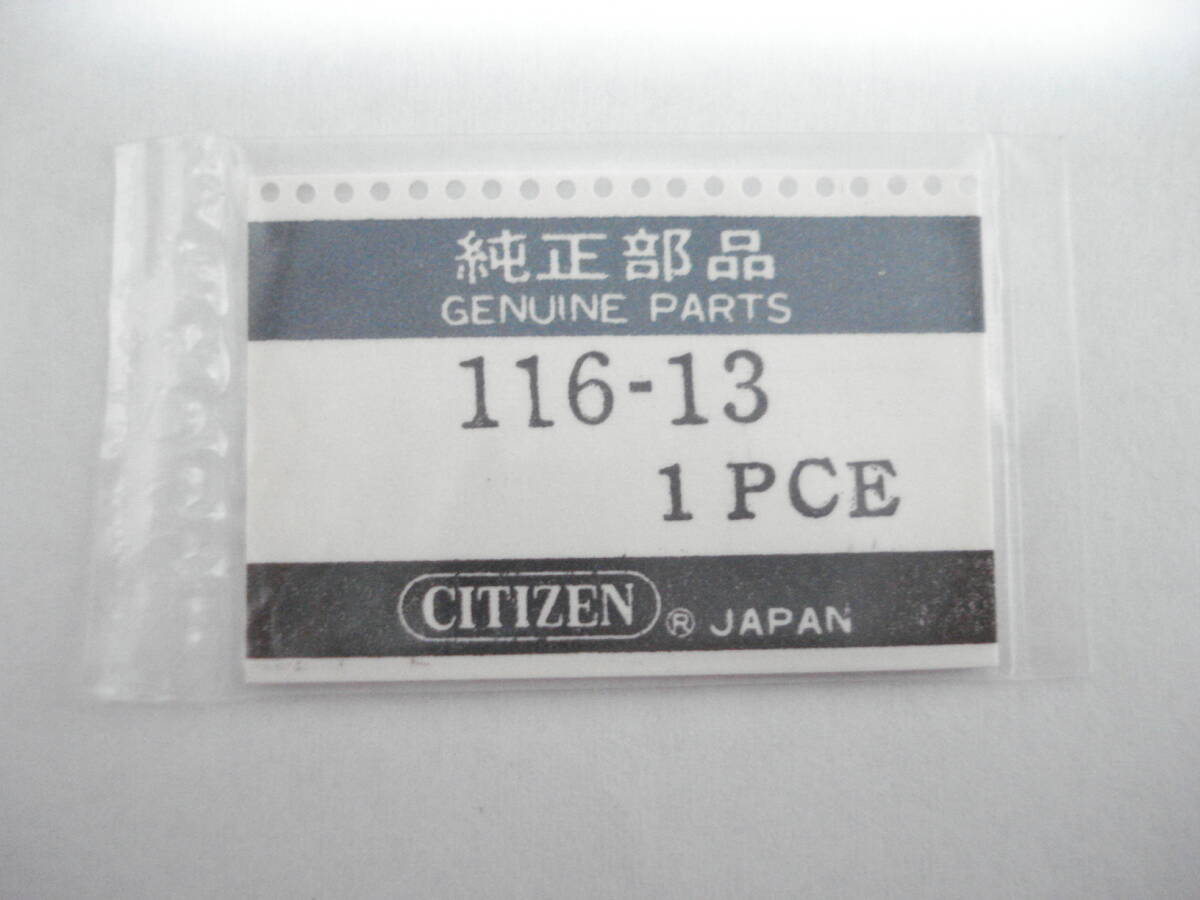 純正部品
GENUINE PARTS
116-13
1 PCE
CITIZEN ® JAPAN